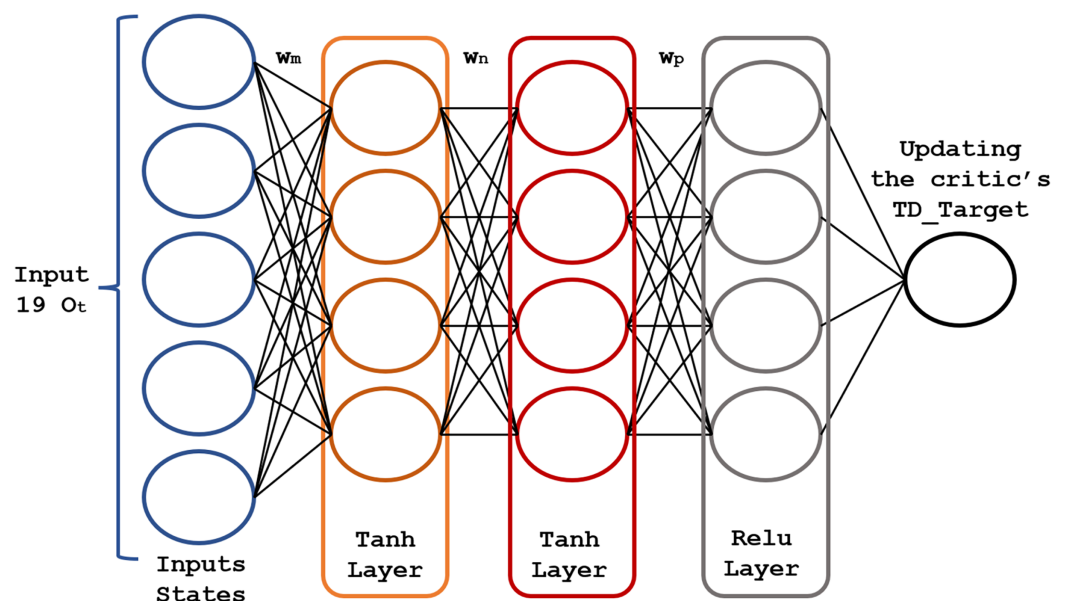 wm
wn
wp
Updating
the critic's
TD_Target
Input
19 Ot
Tanh
Layer
Tanh
Layer
Relu
Layer
Inputs
States